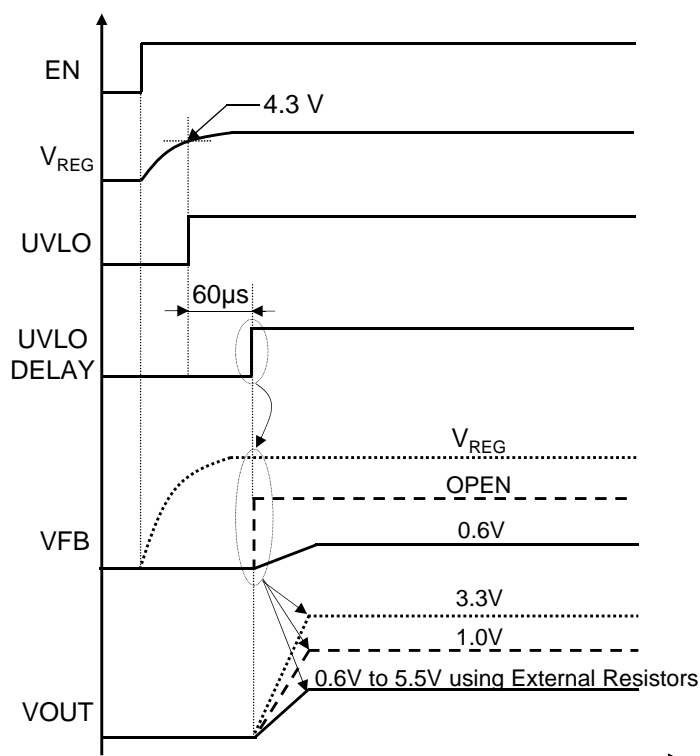 EN
4.3 V
VREG
UVLO
60µs
UVLO
DELAY
VREG
OPEN
VFB
0.6V
3.3V
1.0V
0.6V to 5.5V using External Resistors
VOUT